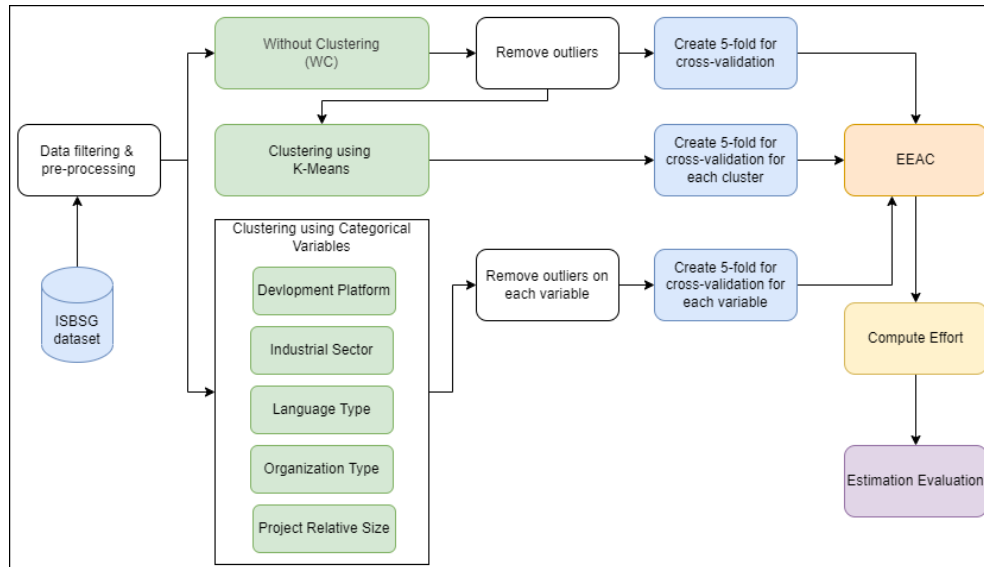 Without Clustering
(WC)
Remove outliers
Create 5-fold for
cross-validation
Data filtering &
pre-processing
Clustering using
K-Means
Create 5-fold for
cross-validation for
each cluster
EEAC
Clustering using Categorical
Variables
Devlopment Platform
Industrial Sector
Language Type
Organization Type
Project Relative Size
Remove outliers on
each variable
Create 5-fold for
cross-validation for
each variable
ISBSG
dataset
Compute Effort
Estimation Evaluation